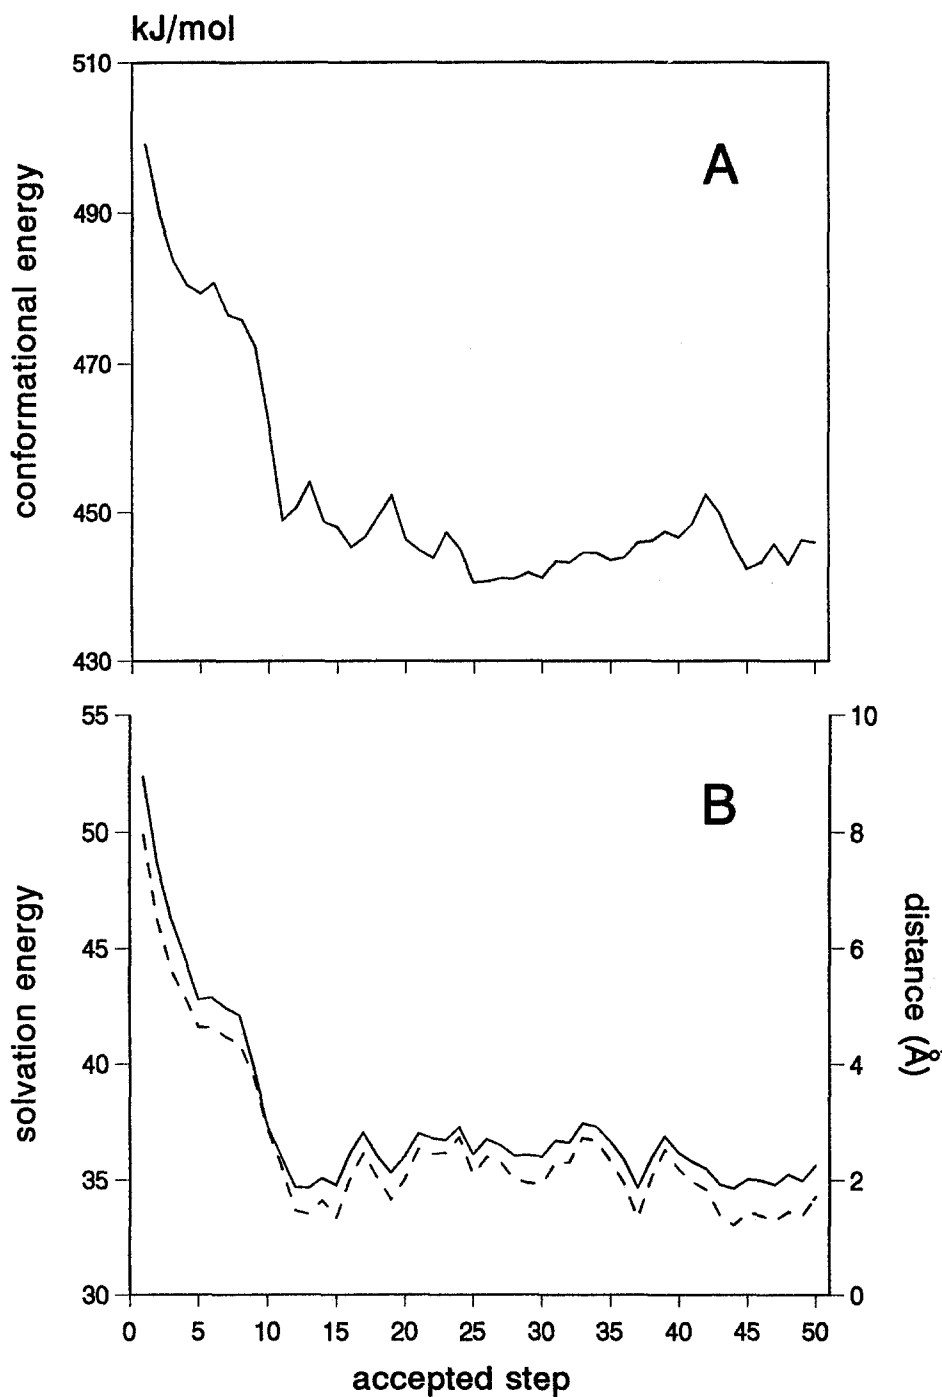 kJ/mol
510
490
470
450
430
conformational energy
A
55
50
45
40
35
30
solvation energy
B
10
8
6
4
2
0
distance (Å)
0 5 10 15 20 25 30 35 40 45 50
accepted step